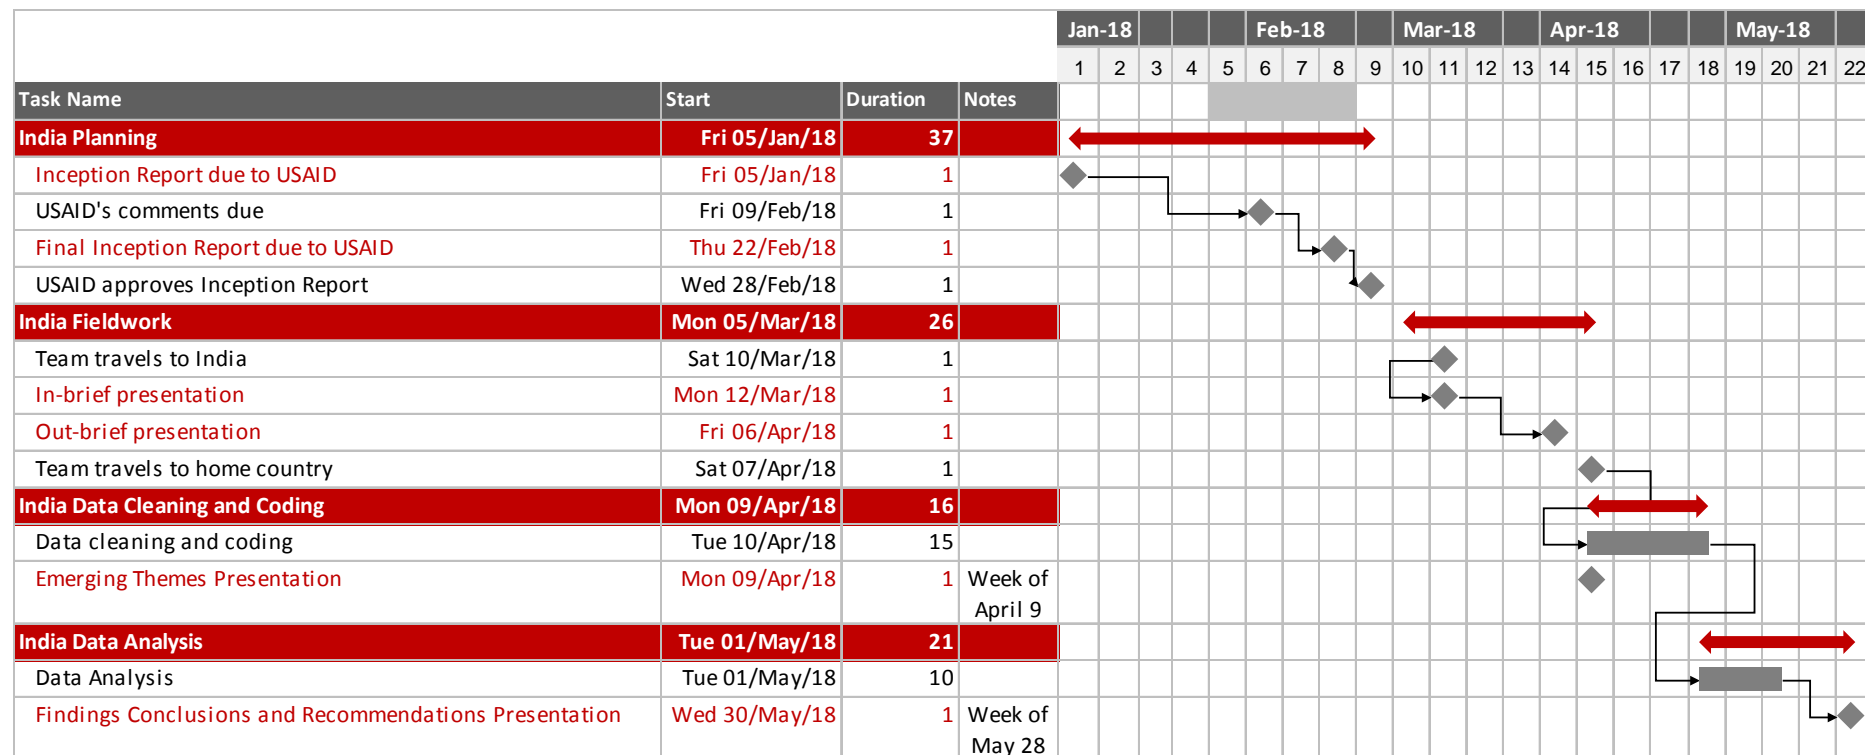 Jan-18 Feb-18 Mar-18 Apr-18 May-18
1 2 3 4 5 6 7 8 9 10 11 12 13 14 15 16 17 18 19 20 21 22
Task Name Start Duration Notes
India Planning Fri 05/Jan/18 37
Inception Report due to USAID Fri 05/Jan/18 1
USAID's comments due Fri 09/Feb/18 1
Final Inception Report due to USAID Thu 22/Feb/18 1
USAID approves Inception Report Wed 28/Feb/18 1
India Fieldwork Mon 05/Mar/18 26
Team travels to India Sat 10/Mar/18 1
In-brief presentation Mon 12/Mar/18 1
Out-brief presentation Fri 06/Apr/18 1
Team travels to home country Sat 07/Apr/18 1
India Data Cleaning and Coding Mon 09/Apr/18 16
Data cleaning and coding Tue 10/Apr/18 15
Emerging Themes Presentation Mon 09/Apr/18 1 Week of
April 9
India Data Analysis Tue 01/May/18 21
Data Analysis Tue 01/May/18 10
Findings Conclusions and Recommendations Presentation Wed 30/May/18 1 Week of
May 28